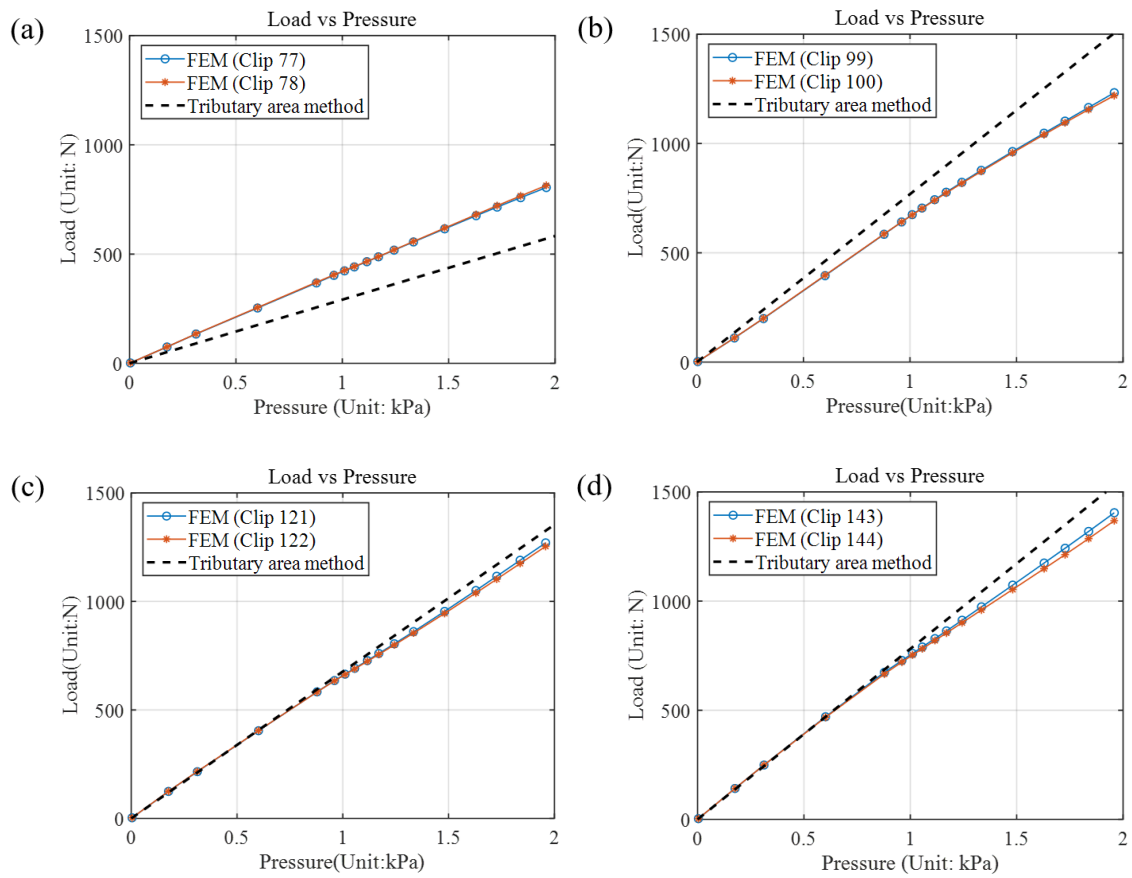 (a)
Load vs Pressure
1500
1000
500
0
Load (Unit: N)
FEM (Clip 77)
FEM (Clip 78)
Tributary area method
0 0.5 1 1.5 2
Pressure (Unit: kPa)
(b)
Load vs Pressure
1500
1000
500
0
Load(Unit:N)
FEM (Clip 99)
FEM (Clip 100)
Tributary area method
0 0.5 1 1.5 2
Pressure(Unit:kPa)
(c)
Load vs Pressure
1500
1000
500
0
Load(Unit:N)
FEM (Clip 121)
FEM (Clip 122)
Tributary area method
0 0.5 1 1.5 2
Pressure(Unit:kPa)
(d)
Load vs Pressure
1500
1000
500
0
Load (Unit: N)
FEM (Clip 143)
FEM (Clip 144)
Tributary area method
0 0.5 1 1.5 2
Pressure (Unit: kPa)